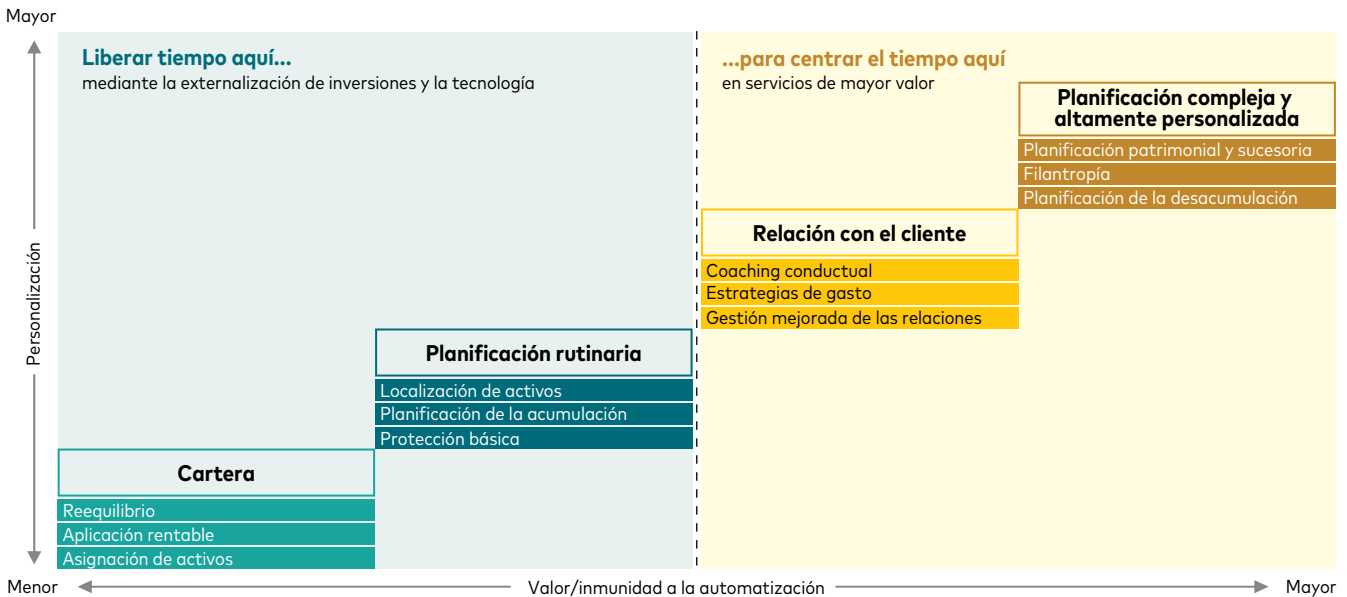 Mayor
Liberar tiempo aquí...
mediante la externalización de inversiones y la tecnología
...para centrar el tiempo aquí
en servicios de mayor valor
Planificación compleja y
altamente personalizada
Planificación patrimonial y sucesoria
Filantropía
Planificación de la desacumulación
Relación con el cliente
Coaching conductual
Estrategias de gasto
Gestión mejorada de las relaciones
Personalización
Planificación rutinaria
Localización de activos
Planificación de la acumulación
Protección básica
Cartera
Reequilibrio
Aplicación rentable
Asignación de activos
Menor
Valor/inmunidad a la automatización
Mayor